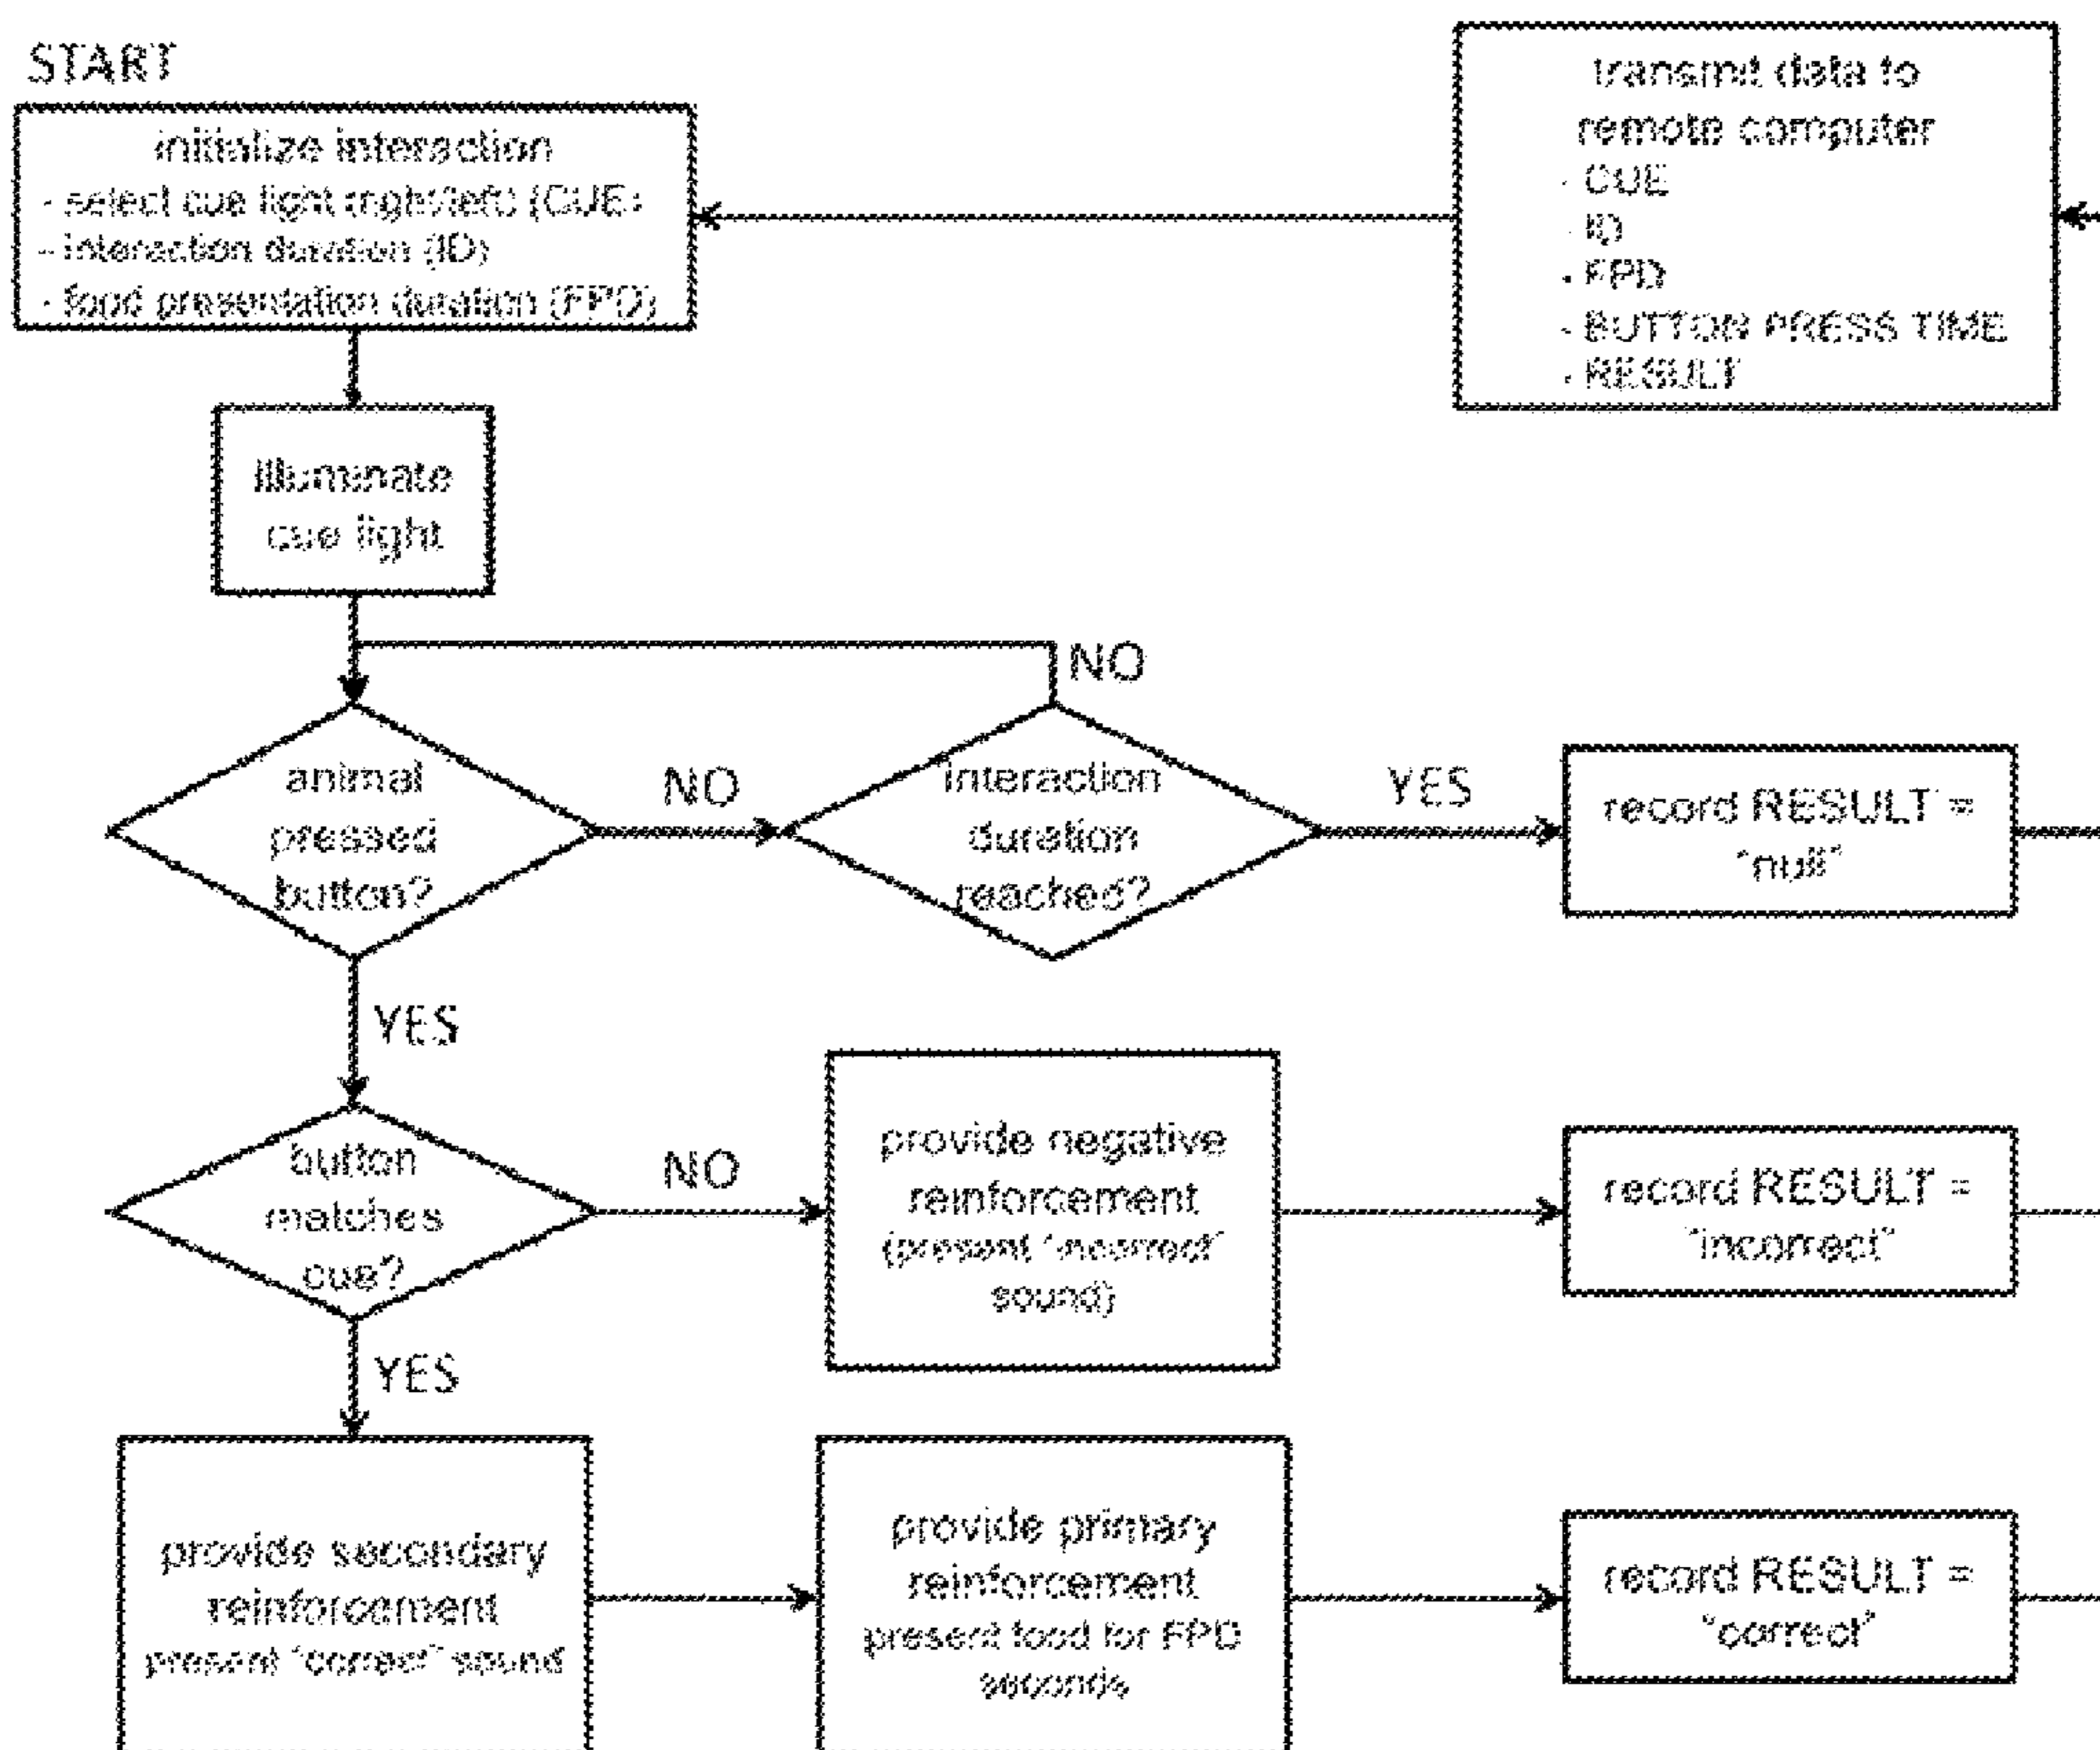 START
initialize interaction
- select cue light (right/left) (CUE)
- interaction duration (ID)
- food presentation duration (FPD)
transmit data to
remote computer
- CUE
- ID
- FPD
- BUTTON PRESS TIME
- RESULT
illuminate
cue light
NO
animal
pressed
button?
NO
interaction
duration
reached?
YES
record RESULT =
"null"
YES
button
matches
cue?
NO
provide negative
reinforcement
(present "incorrect"
sound)
record RESULT =
"incorrect"
YES
provide secondary
reinforcement
present "correct" sound
provide primary
reinforcement
present food for FPD
seconds
record RESULT =
"correct"